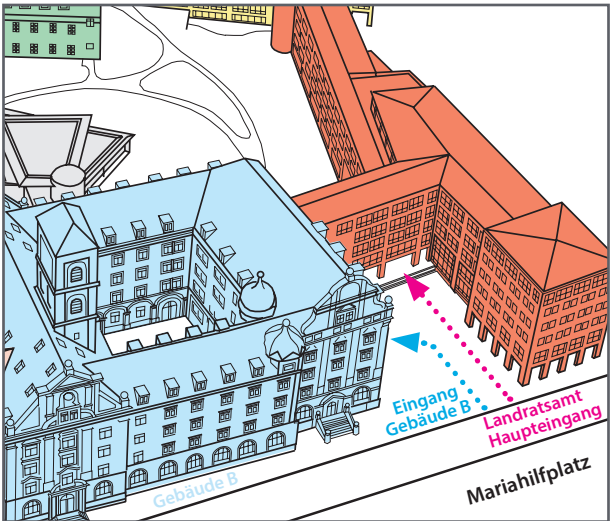 Eingang
Gebäude B
Landratsamt
Haupteingang
Gebäude B
Mariahilfplatz